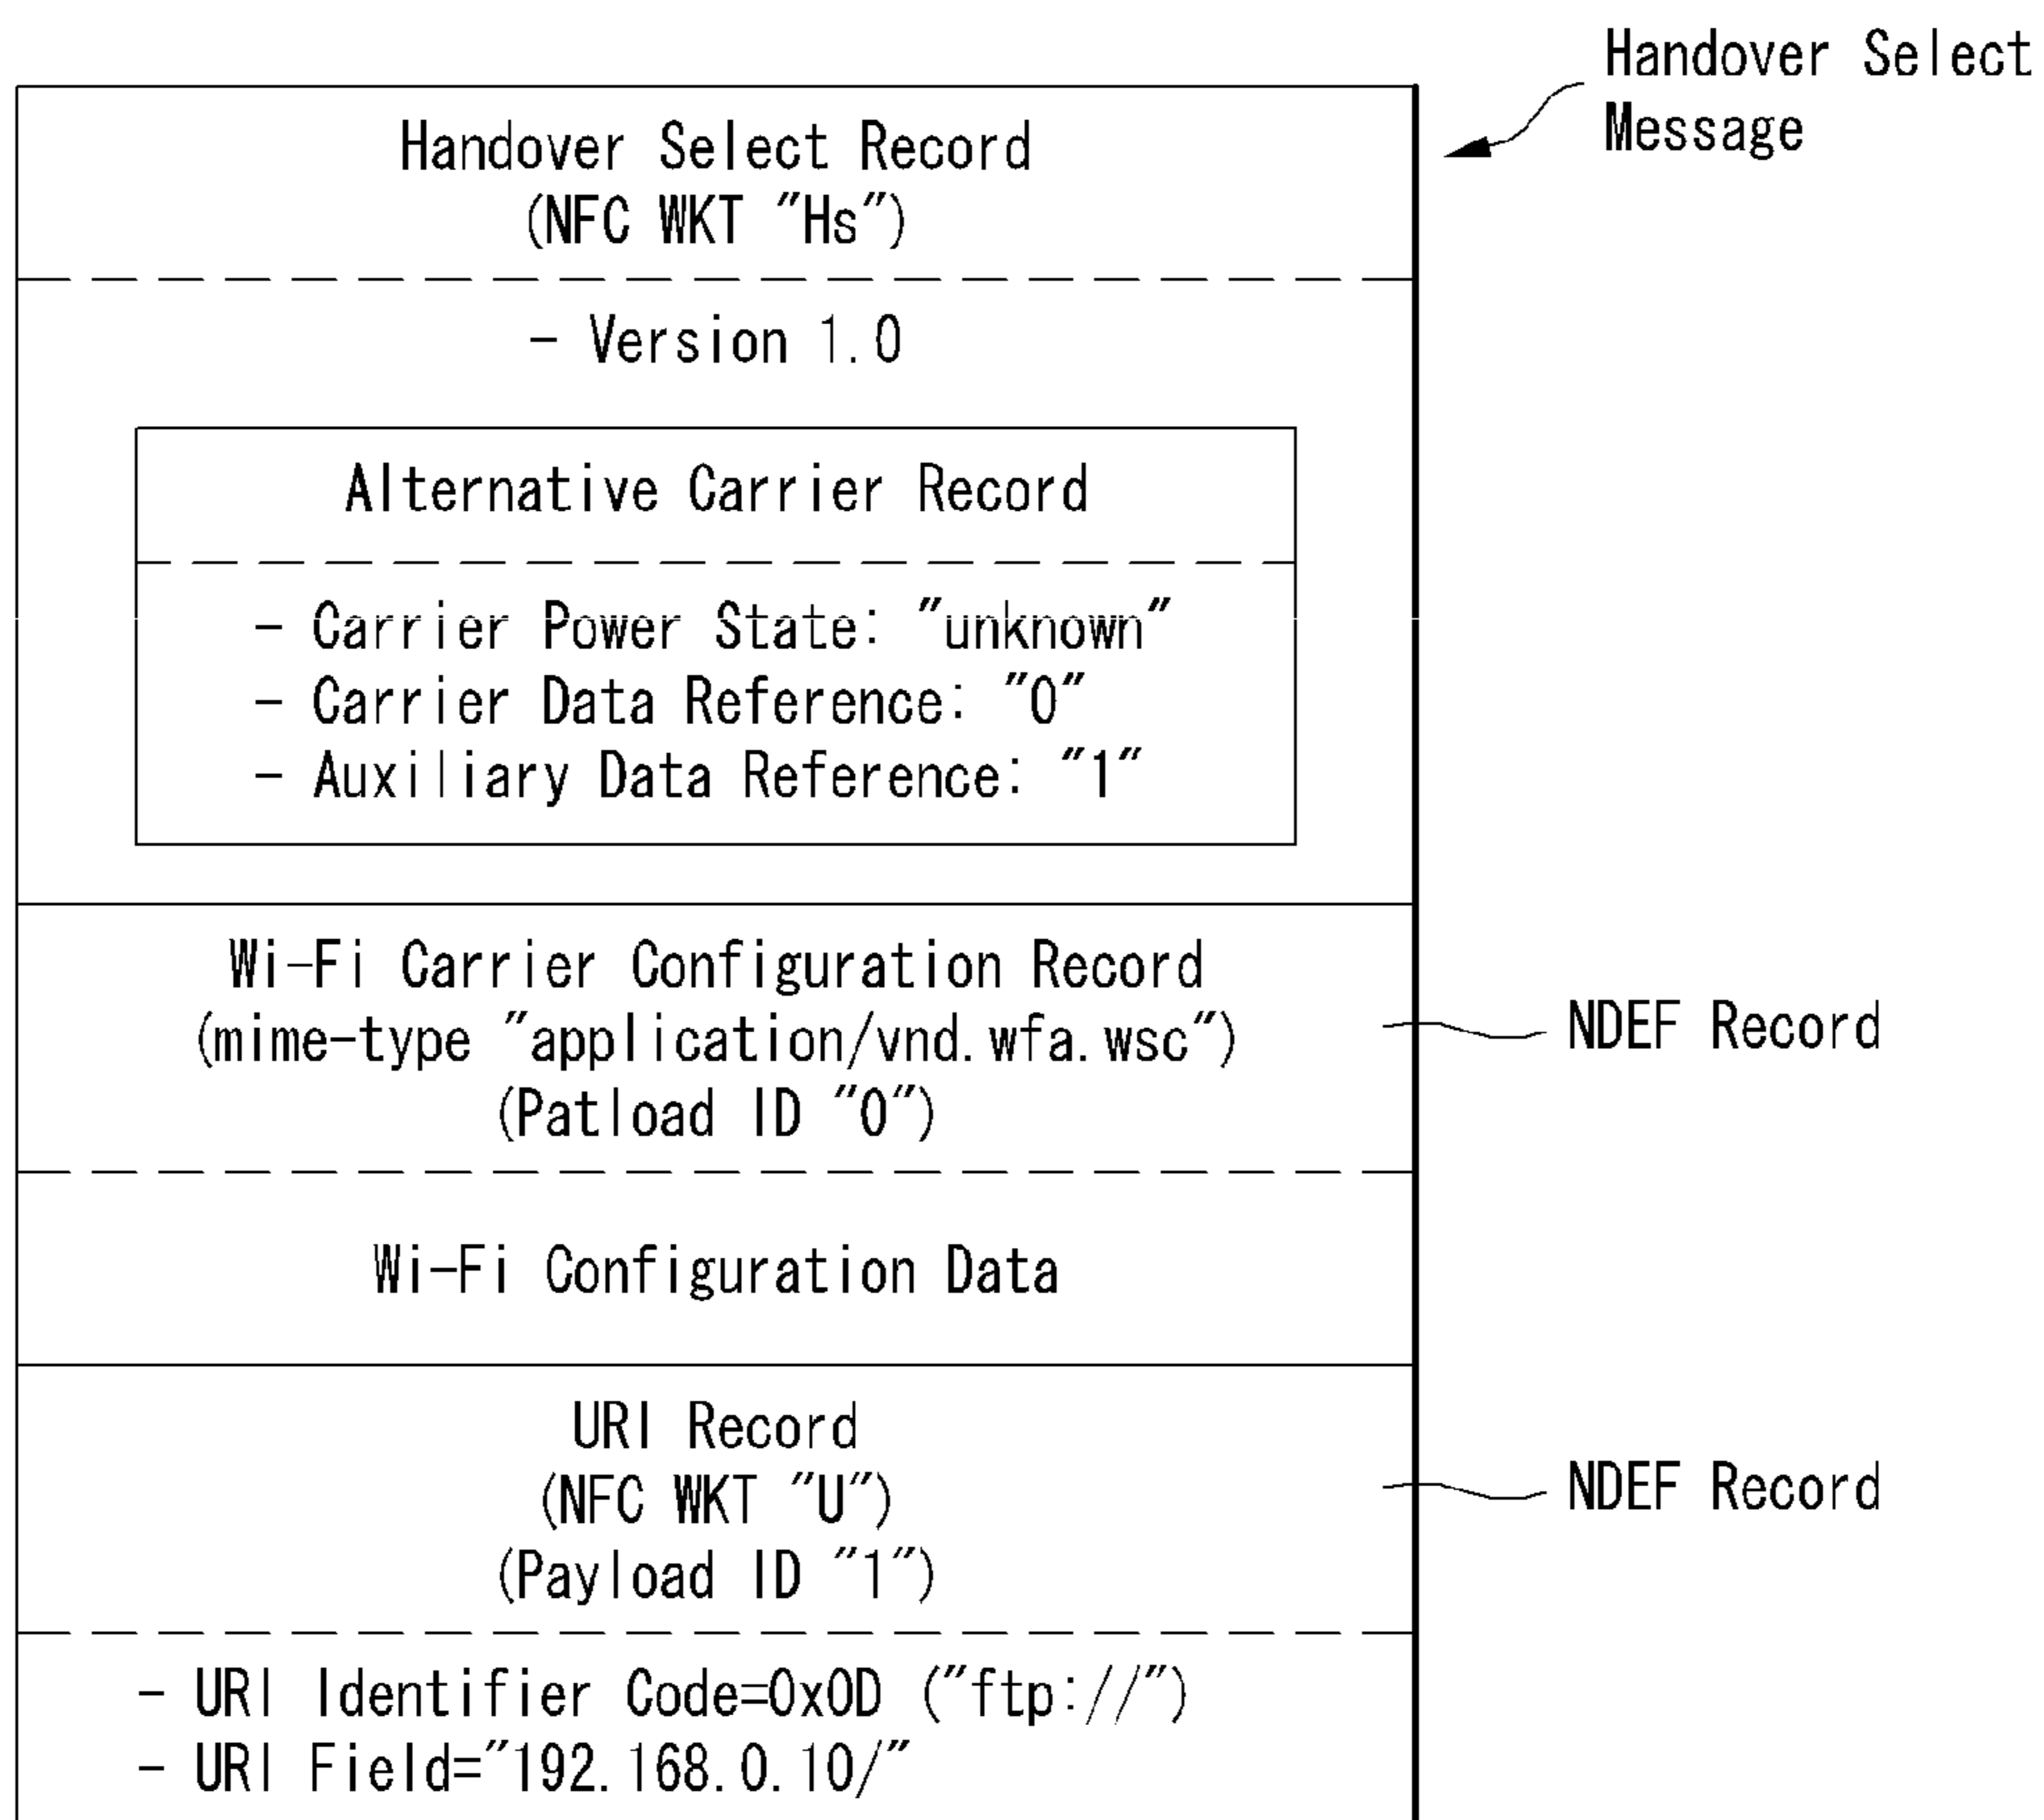 Handover Select
Message
Handover Select Record
(NFC WKT "Hs")
- Version 1.0
Alternative Carrier Record
- Carrier Power State: "unknown"
- Carrier Data Reference: "0"
- Auxiliary Data Reference: "1"
Wi-Fi Carrier Configuration Record
(mime-type "application/vnd.wfa.wsc")
(Patload ID "0")
NDEF Record
Wi-Fi Configuration Data
URI Record
(NFC WKT "U")
(Payload ID "1")
NDEF Record
- URI Identifier Code=0x0D ("ftp://")
- URI Field="192.168.0.10/"